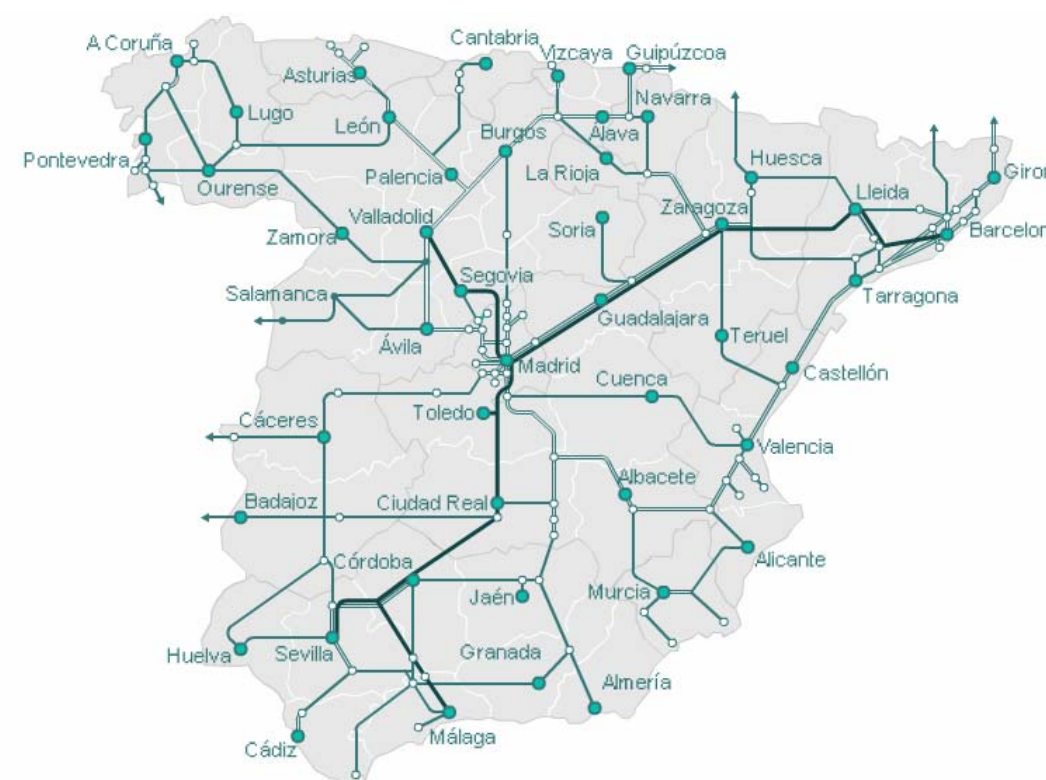 A Coruña
Cantabria
Vizcaya
Guipúzcoa
Asturias
Lugo
León
Navarra
Burgos
Álava
Pontevedra
Ourense
Palencia
La Rioja
Huesca
Lleida
Giron
Valladolid
Zaragoza
Zamora
Soria
Barcelon
Segovia
Salamanca
Guadalajara
Tarragona
Ávila
Teruel
Madrid
Castellón
Cuenca
Toledo
Cáceres
Valencia
Albacete
Badajoz
Ciudad Real
Córdoba
Alicante
Jaén
Murcia
Huelva
Sevilla
Granada
Almería
Cádiz
Málaga